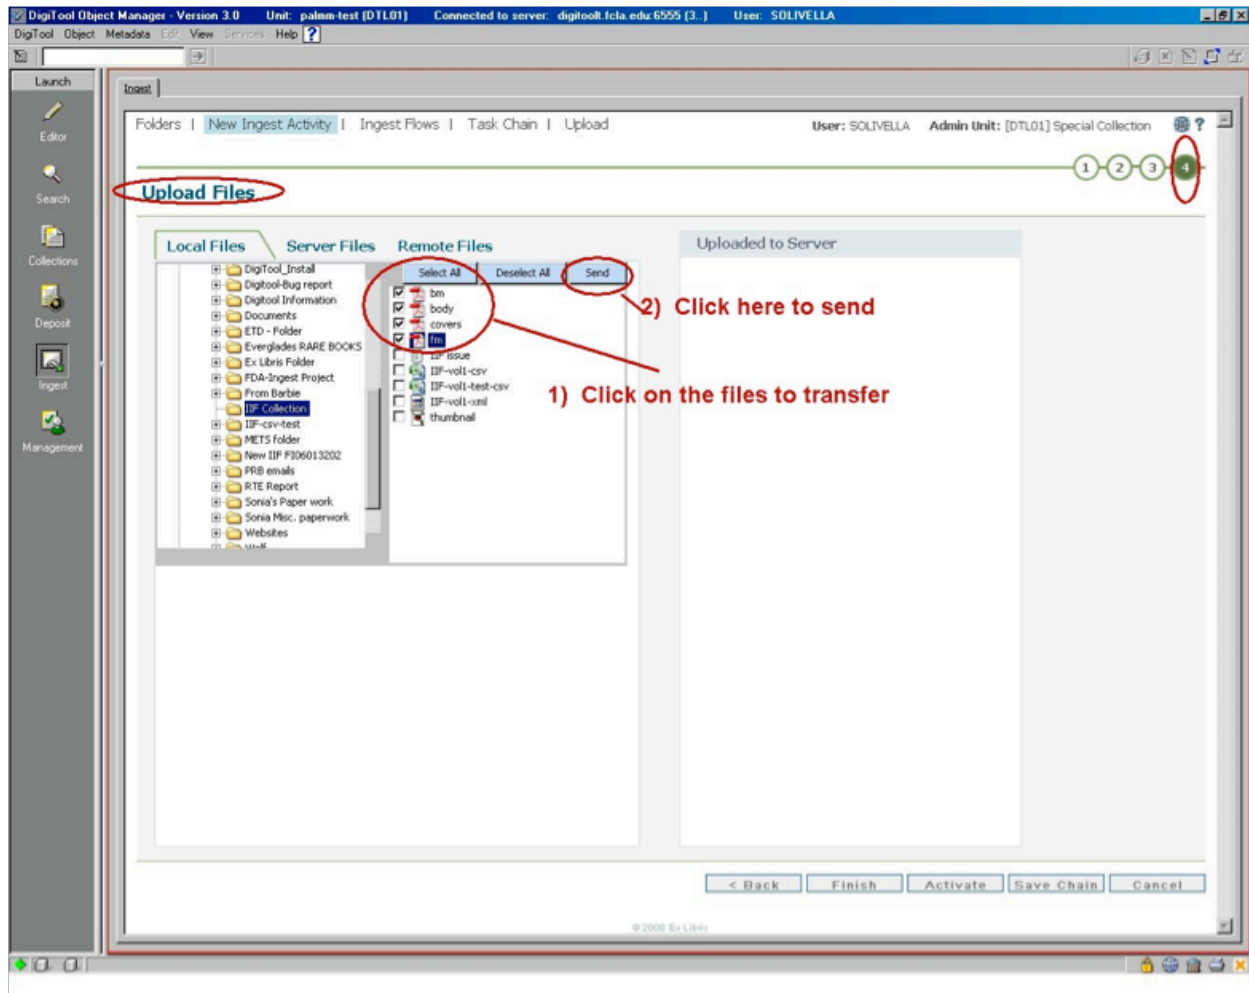 DigiTool Object Manager - Version 3.0 Unit: palmm-test (DTL01) Connected to server: digitoolt.fcla.edu:6555 (3..) User: SOLIVELLA
DigiTool Object Metadata Edit View Services Help ?
Launch
Editor
Search
Collections
Deposit
Ingest
Management
Ingest
Folders | New Ingest Activity | Ingest Flows | Task Chain | Upload
User: SOLIVELLA Admin Unit: [DTL01] Special Collection ?
1 2 3 4
Upload Files
Local Files Server Files Remote Files
DigiTool_Install
Digitool-Bug report
Digitool Information
Documents
ETD - Folder
Everglades RARE BOOKS
Ex Libris Folder
FDA-Ingest Project
From Barbie
IIF Collection
IIF-csv-test
METS folder
New IIF FI06013202
PRB emails
RTE Report
Sonia's Paper work
Sonia Misc. paperwork
Websites
Select All Deselect All Send
bm
body
covers
fm
IIF issue
IIF-vol1-csv
IIF-vol1-test-csv
IIF-vol1-xml
thumbnail
2) Click here to send
1) Click on the files to transfer
Uploaded to Server
< Back Finish Activate Save Chain Cancel
Ex Libris